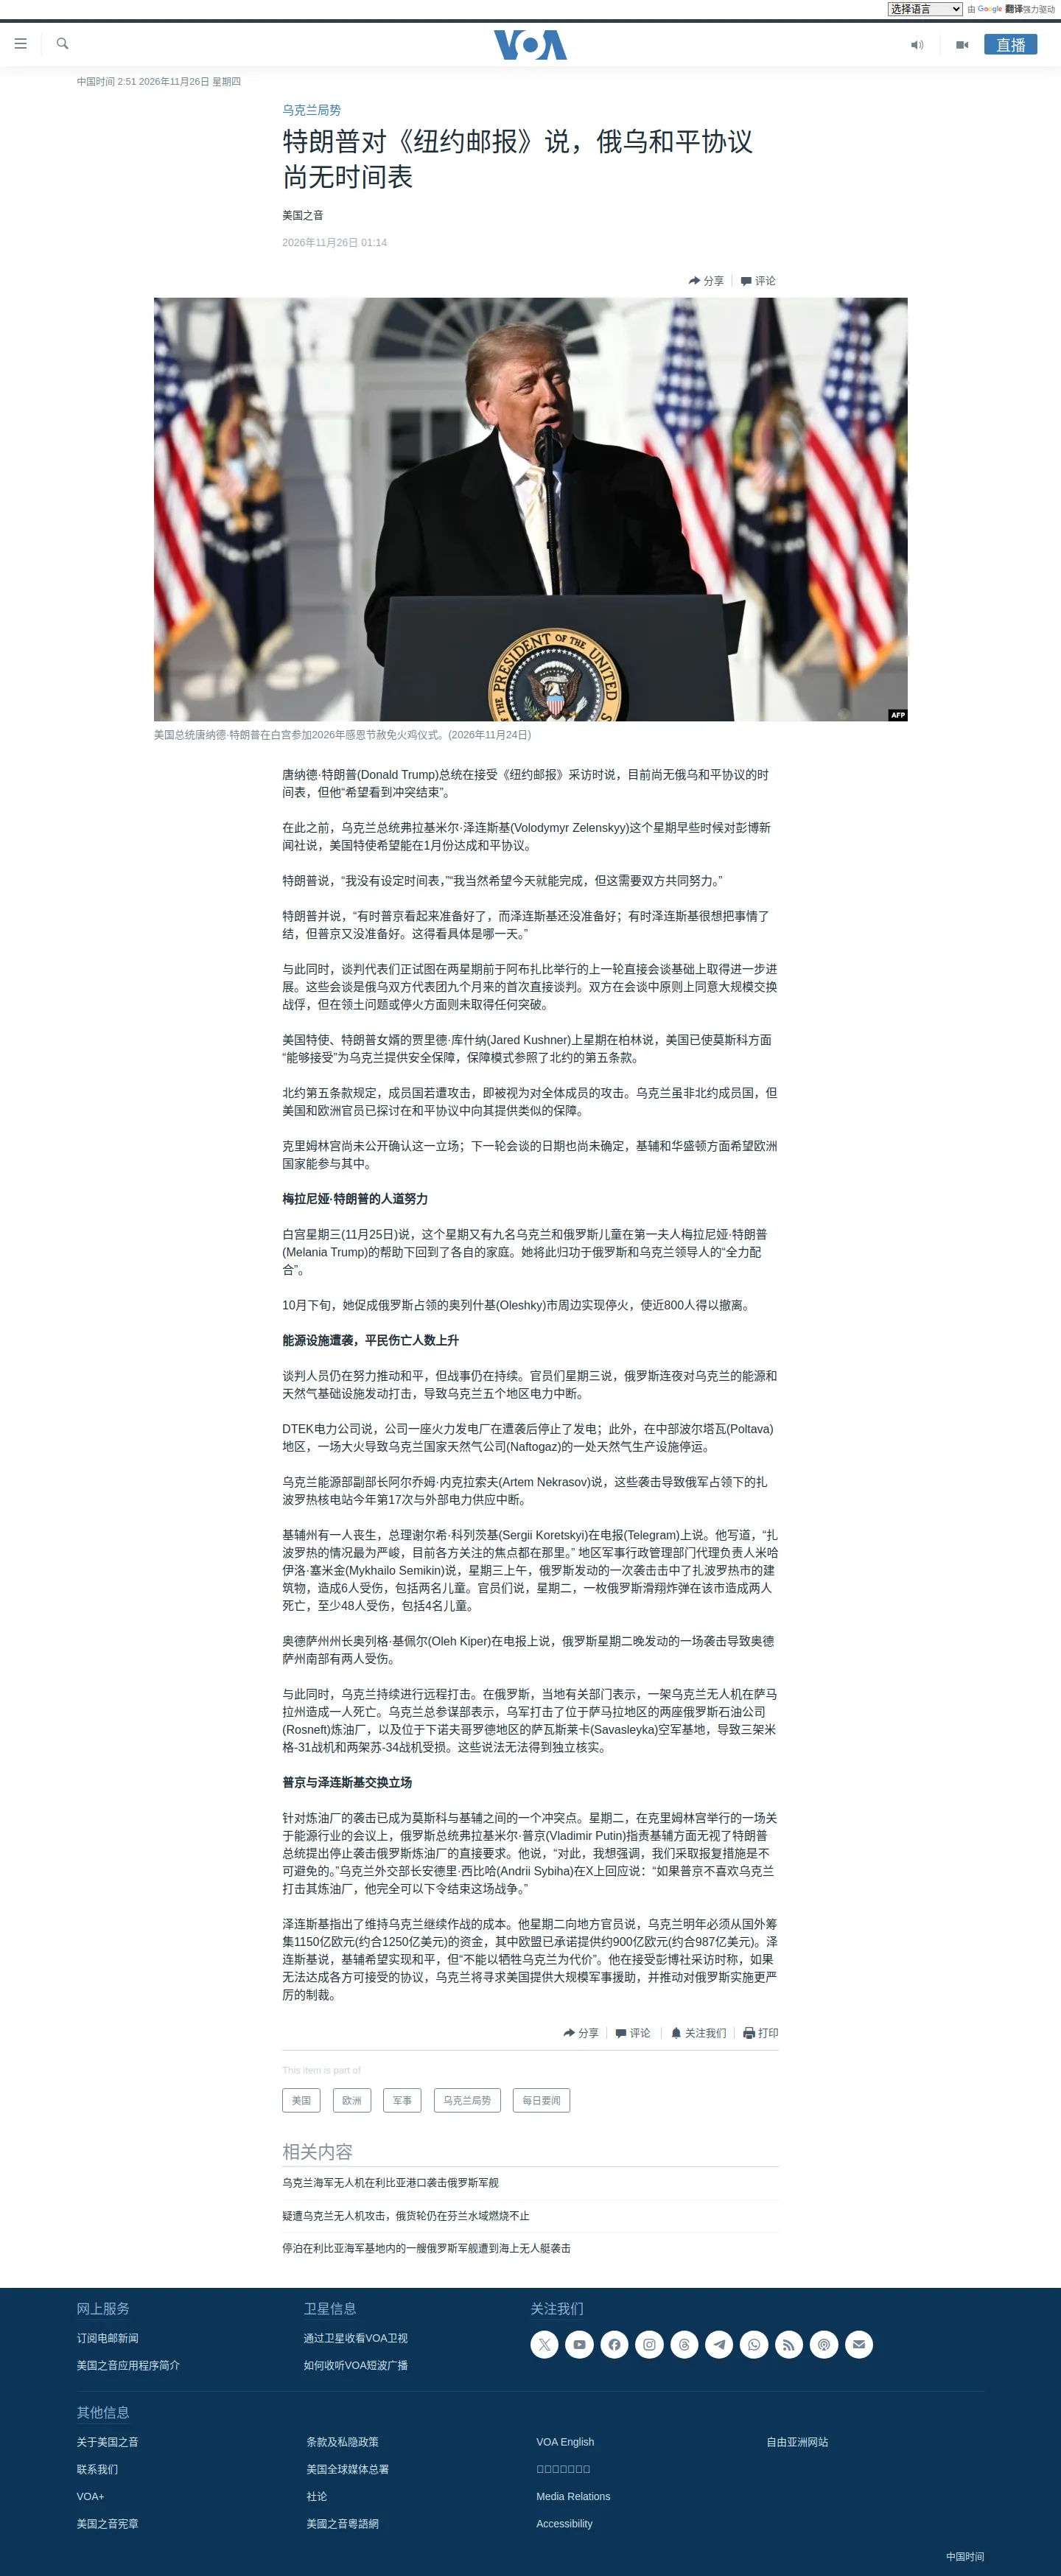 选择语言 由 Google 翻译强力驱动
VOA
直播
中国时间 2:51 2026年11月26日 星期四
乌克兰局势
特朗普对《纽约邮报》说，俄乌和平协议
尚无时间表
美国之音
2026年11月26日 01:14
分享 评论
PRESIDENT OF THE UNITED
AFP
美国总统唐纳德·特朗普在白宫参加2026年感恩节赦免火鸡仪式。(2026年11月24日)
唐纳德·特朗普(Donald Trump)总统在接受《纽约邮报》采访时说，目前尚无俄乌和平协议的时
间表，但他“希望看到冲突结束”。
在此之前，乌克兰总统弗拉基米尔·泽连斯基(Volodymyr Zelenskyy)这个星期早些时候对彭博新
闻社说，美国特使希望能在1月份达成和平协议。
特朗普说，“我没有设定时间表，”“我当然希望今天就能完成，但这需要双方共同努力。”
特朗普并说，“有时普京看起来准备好了，而泽连斯基还没准备好；有时泽连斯基很想把事情了
结，但普京又没准备好。这得看具体是哪一天。”
与此同时，谈判代表们正试图在两星期前于阿布扎比举行的上一轮直接会谈基础上取得进一步进
展。这些会谈是俄乌双方代表团九个月来的首次直接谈判。双方在会谈中原则上同意大规模交换
战俘，但在领土问题或停火方面则未取得任何突破。
美国特使、特朗普女婿的贾里德·库什纳(Jared Kushner)上星期在柏林说，美国已使莫斯科方面
“能够接受”为乌克兰提供安全保障，保障模式参照了北约的第五条款。
北约第五条款规定，成员国若遭攻击，即被视为对全体成员的攻击。乌克兰虽非北约成员国，但
美国和欧洲官员已探讨在和平协议中向其提供类似的保障。
克里姆林宫尚未公开确认这一立场；下一轮会谈的日期也尚未确定，基辅和华盛顿方面希望欧洲
国家能参与其中。
梅拉尼娅·特朗普的人道努力
白宫星期三(11月25日)说，这个星期又有九名乌克兰和俄罗斯儿童在第一夫人梅拉尼娅·特朗普
(Melania Trump)的帮助下回到了各自的家庭。她将此归功于俄罗斯和乌克兰领导人的“全力配
合”。
10月下旬，她促成俄罗斯占领的奥列什基(Oleshky)市周边实现停火，使近800人得以撤离。
能源设施遭袭，平民伤亡人数上升
谈判人员仍在努力推动和平，但战事仍在持续。官员们星期三说，俄罗斯连夜对乌克兰的能源和
天然气基础设施发动打击，导致乌克兰五个地区电力中断。
DTEK电力公司说，公司一座火力发电厂在遭袭后停止了发电；此外，在中部波尔塔瓦(Poltava)
地区，一场大火导致乌克兰国家天然气公司(Naftogaz)的一处天然气生产设施停运。
乌克兰能源部副部长阿尔乔姆·内克拉索夫(Artem Nekrasov)说，这些袭击导致俄军占领下的扎
波罗热核电站今年第17次与外部电力供应中断。
基辅州有一人丧生，总理谢尔希·科列茨基(Sergii Koretskyi)在电报(Telegram)上说。他写道，“扎
波罗热的情况最为严峻，目前各方关注的焦点都在那里。” 地区军事行政管理部门代理负责人米哈
伊洛·塞米金(Mykhailo Semikin)说，星期三上午，俄罗斯发动的一次袭击击中了扎波罗热市的建
筑物，造成6人受伤，包括两名儿童。官员们说，星期二，一枚俄罗斯滑翔炸弹在该市造成两人
死亡，至少48人受伤，包括4名儿童。
奥德萨州州长奥列格·基佩尔(Oleh Kiper)在电报上说，俄罗斯星期二晚发动的一场袭击导致奥德
萨州南部有两人受伤。
与此同时，乌克兰持续进行远程打击。在俄罗斯，当地有关部门表示，一架乌克兰无人机在萨马
拉州造成一人死亡。乌克兰总参谋部表示，乌军打击了位于萨马拉地区的两座俄罗斯石油公司
(Rosneft)炼油厂，以及位于下诺夫哥罗德地区的萨瓦斯莱卡(Savasleyka)空军基地，导致三架米
格-31战机和两架苏-34战机受损。这些说法无法得到独立核实。
普京与泽连斯基交换立场
针对炼油厂的袭击已成为莫斯科与基辅之间的一个冲突点。星期二，在克里姆林宫举行的一场关
于能源行业的会议上，俄罗斯总统弗拉基米尔·普京(Vladimir Putin)指责基辅方面无视了特朗普
总统提出停止袭击俄罗斯炼油厂的直接要求。他说，“对此，我想强调，我们采取报复措施是不
可避免的。”乌克兰外交部长安德里·西比哈(Andrii Sybiha)在X上回应说：“如果普京不喜欢乌克兰
打击其炼油厂，他完全可以下令结束这场战争。”
泽连斯基指出了维持乌克兰继续作战的成本。他星期二向地方官员说，乌克兰明年必须从国外筹
集1150亿欧元(约合1250亿美元)的资金，其中欧盟已承诺提供约900亿欧元(约合987亿美元)。泽
连斯基说，基辅希望实现和平，但“不能以牺牲乌克兰为代价”。他在接受彭博社采访时称，如果
无法达成各方可接受的协议，乌克兰将寻求美国提供大规模军事援助，并推动对俄罗斯实施更严
厉的制裁。
分享 评论 关注我们 打印
This item is part of
美国 欧洲 军事 乌克兰局势 每日要闻
相关内容
乌克兰海军无人机在利比亚港口袭击俄罗斯军舰
疑遭乌克兰无人机攻击，俄货轮仍在芬兰水域燃烧不止
停泊在利比亚海军基地内的一艘俄罗斯军舰遭到海上无人艇袭击
网上服务 卫星信息 关注我们
订阅电邮新闻 通过卫星收看VOA卫视
美国之音应用程序简介 如何收听VOA短波广播
其他信息
关于美国之音 条款及私隐政策 VOA English 自由亚洲网站
联系我们 美国全球媒体总署
VOA+ 社论 Media Relations
美国之音宪章 美國之音粵語網 Accessibility
中国时间